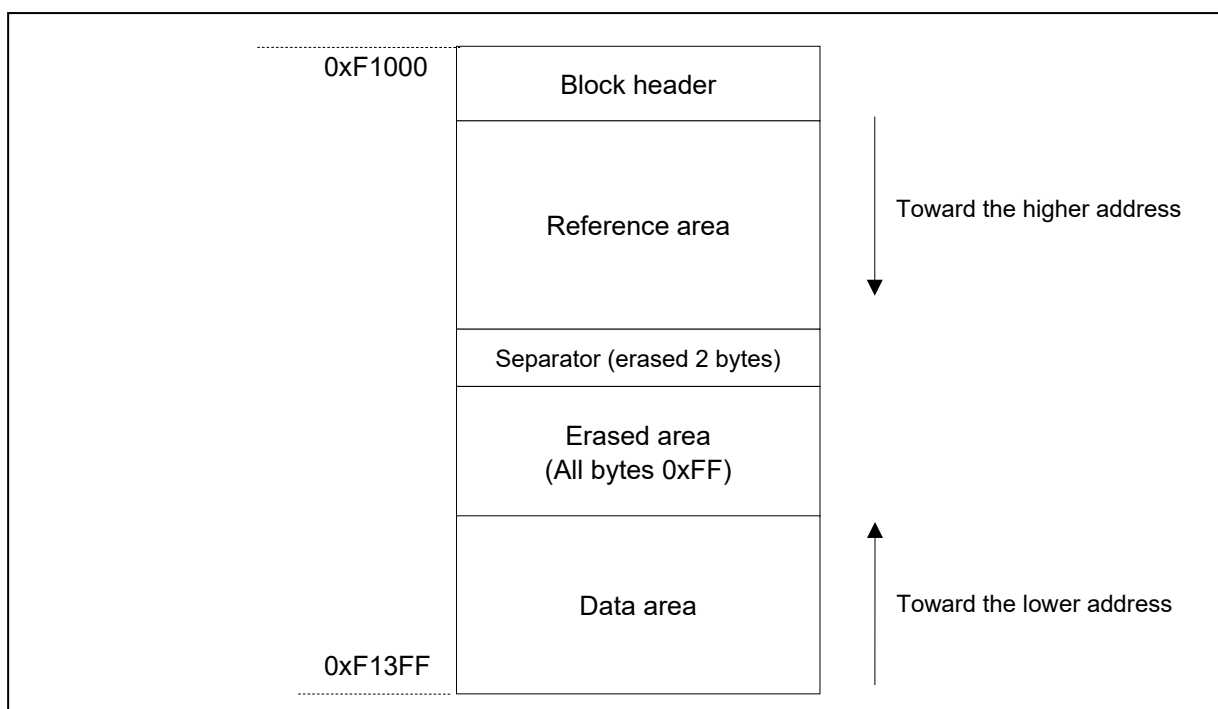 0xF1000
Block header
Reference area
Toward the higher address
Separator (erased 2 bytes)
Erased area
(All bytes 0xFF)
Data area
Toward the lower address
0xF13FF